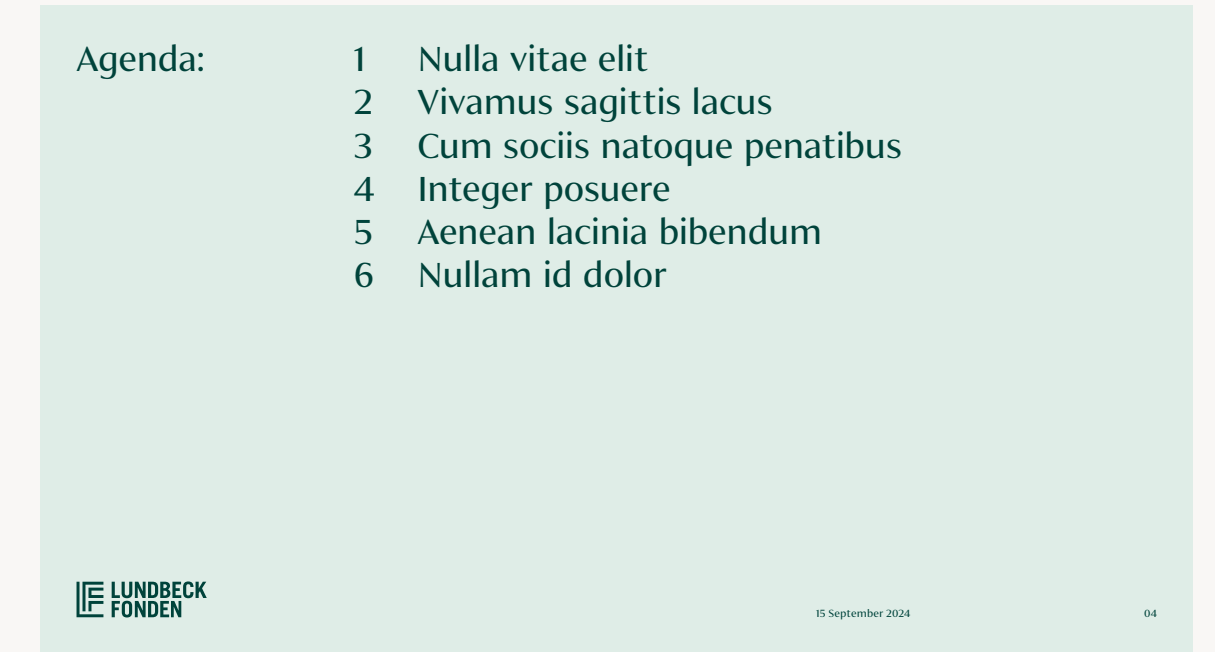 Agenda:
1 Nulla vitae elit
2 Vivamus sagittis lacus
3 Cum sociis natoque penatibus
4 Integer posuere
5 Aenean lacinia bibendum
6 Nullam id dolor
LUNDBECK
FONDEN
15 September 2024
04